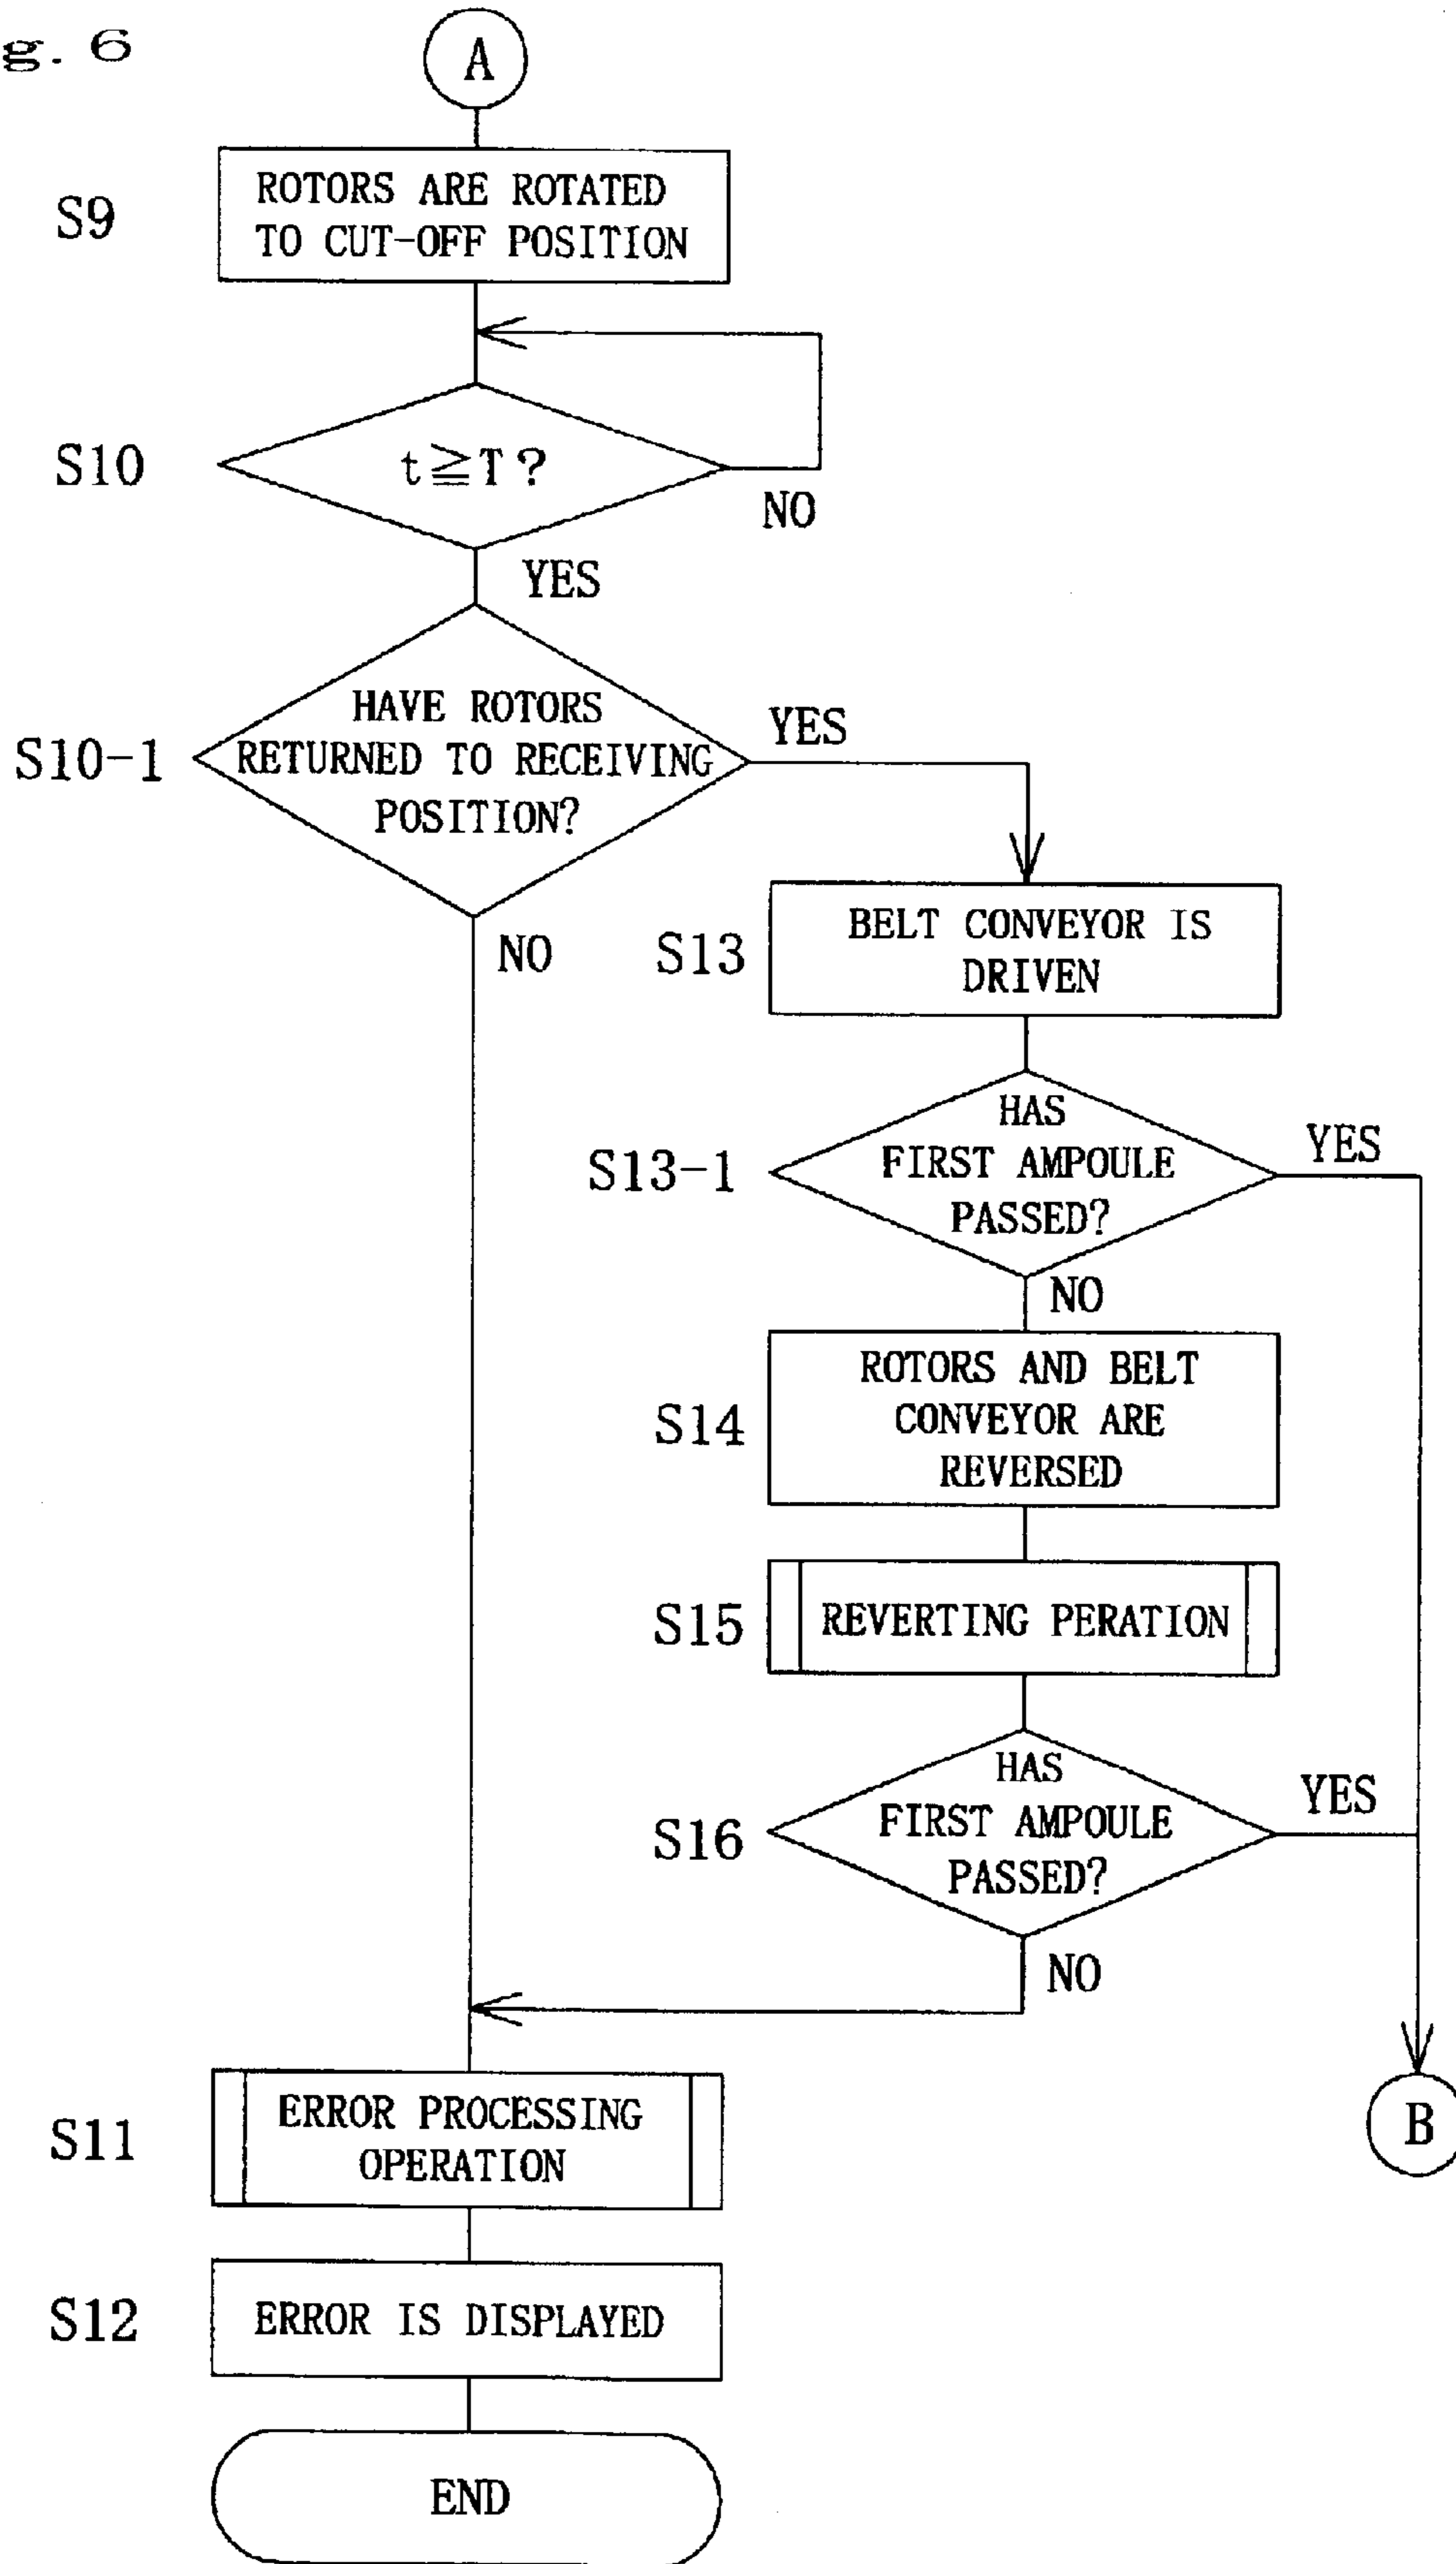 g. 6
A
S9
ROTORS ARE ROTATED
TO CUT-OFF POSITION
S10
t≧T?
NO
YES
S10-1
HAVE ROTORS
RETURNED TO RECEIVING
POSITION?
YES
NO
S13
BELT CONVEYOR IS
DRIVEN
S13-1
HAS
FIRST AMPOULE
PASSED?
YES
NO
S14
ROTORS AND BELT
CONVEYOR ARE
REVERSED
S15
REVERTING PERATION
S16
HAS
FIRST AMPOULE
PASSED?
YES
NO
S11
ERROR PROCESSING
OPERATION
B
S12
ERROR IS DISPLAYED
END